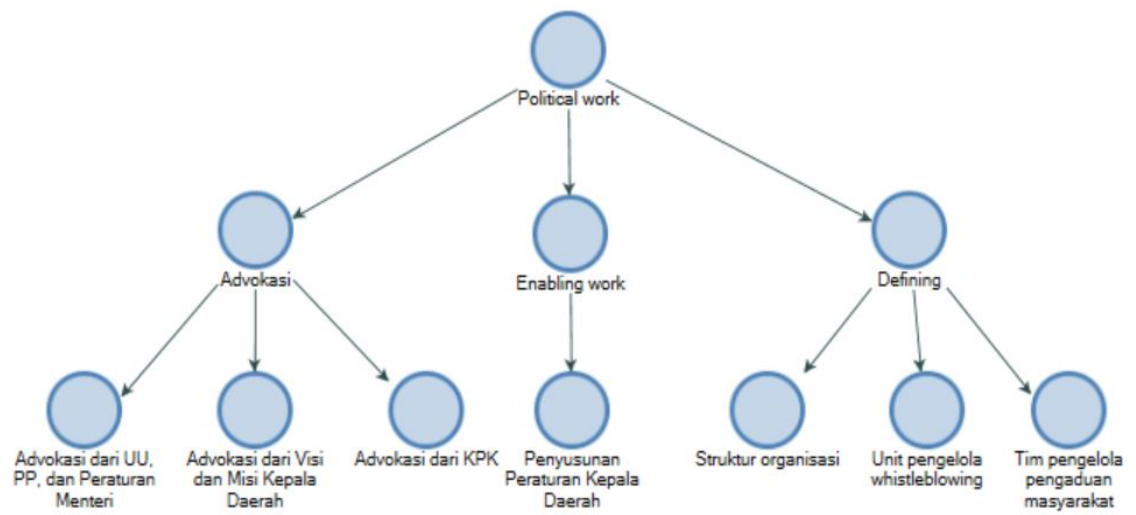 Political work
Advokasi
Enabling work
Defining
Advokasi dari UU,
PP, dan Peraturan
Menteri
Advokasi dari Visi
dan Misi Kepala
Daerah
Advokasi dari KPK
Penyusunan
Peraturan Kepala
Daerah
Struktur organisasi
Unit pengelola
whistleblowing
Tim pengelola
pengaduan
masyarakat